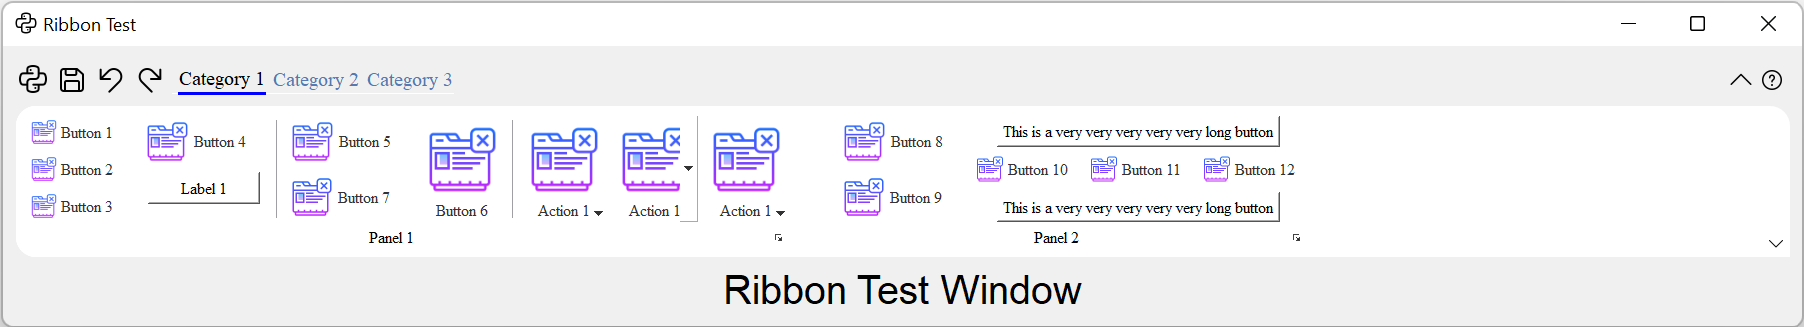 Ribbon Test
Category 1 Category 2 Category 3
Button 1
Button 2
Button 3
Button 4
Label 1
Button 5
Button 7
Button 6
Action 1
Action 1
Action 1
Panel 1
Button 8
Button 9
This is a very very very very very long button
Button 10 Button 11 Button 12
This is a very very very very very long button
Panel 2
Ribbon Test Window